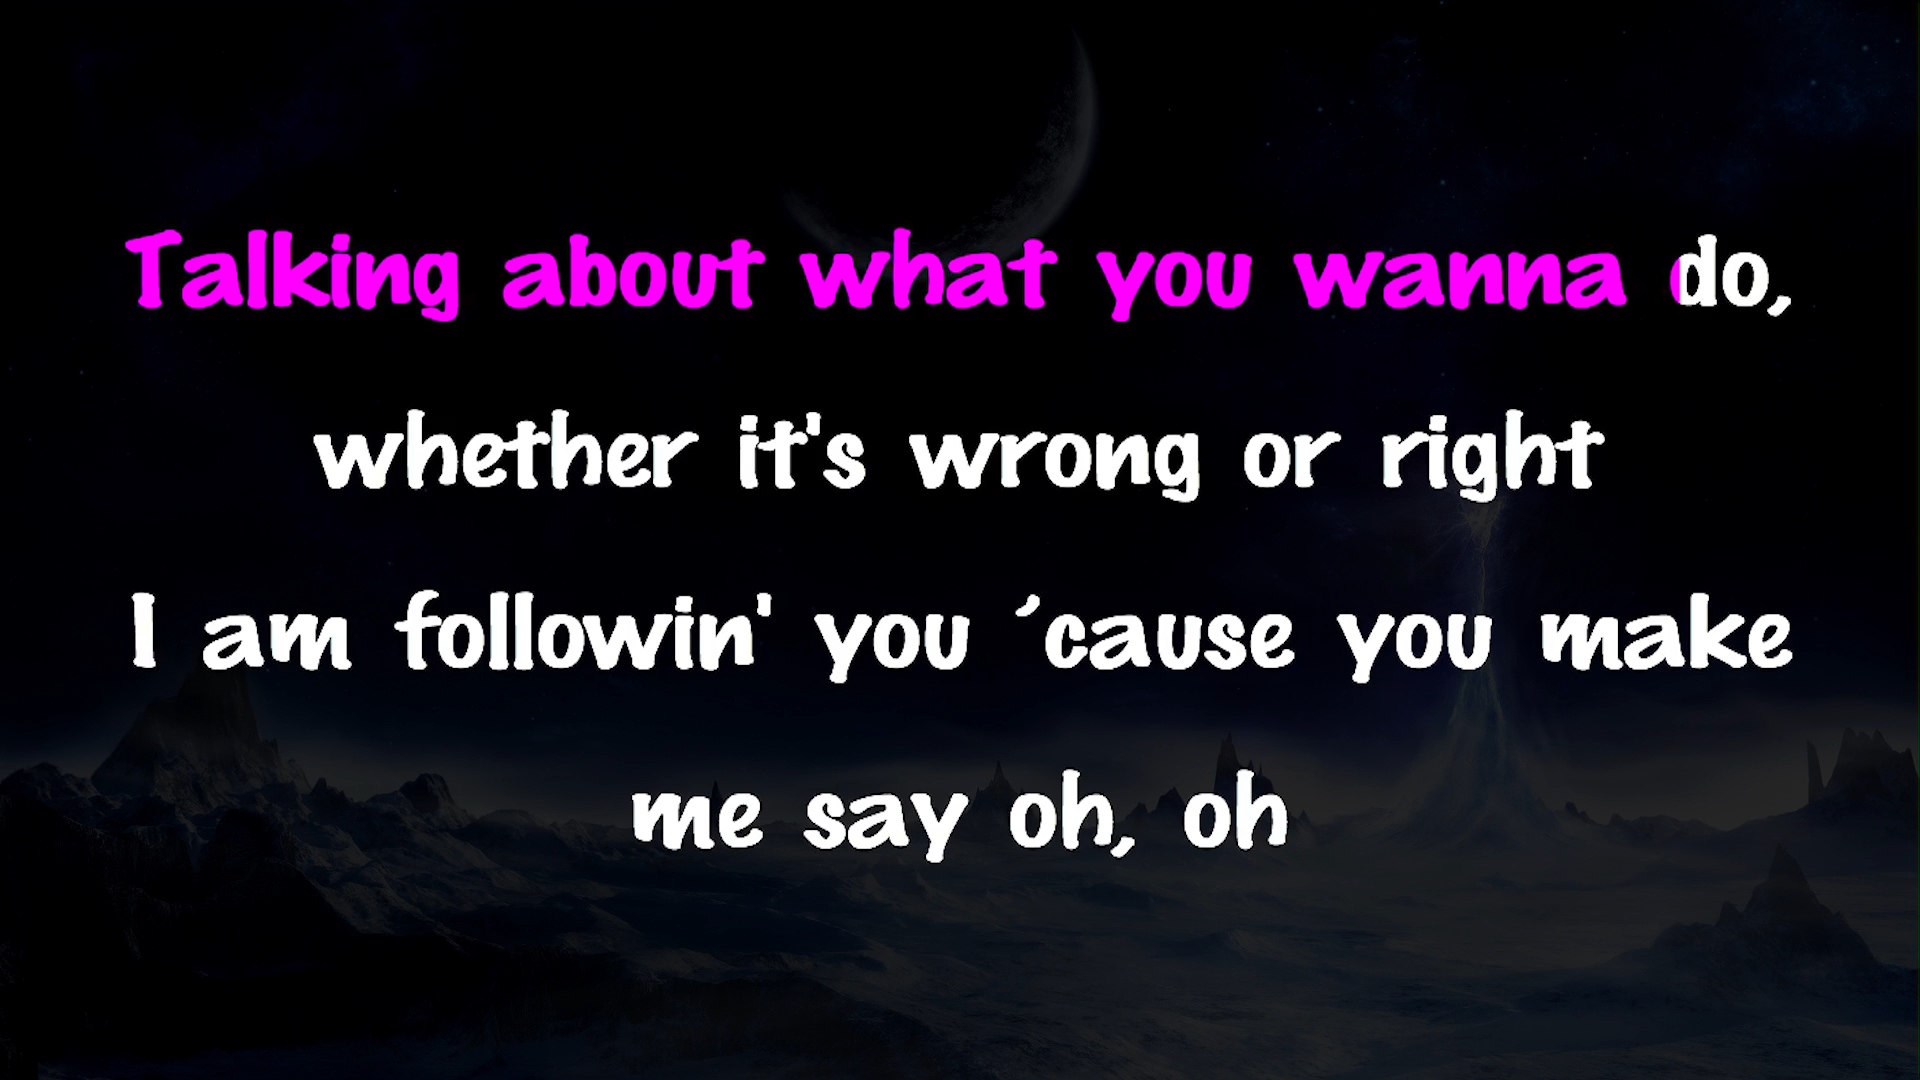 Talking about what you wanna do,
whether it's wrong or right
I am followin' you ´cause you make
me say oh, oh